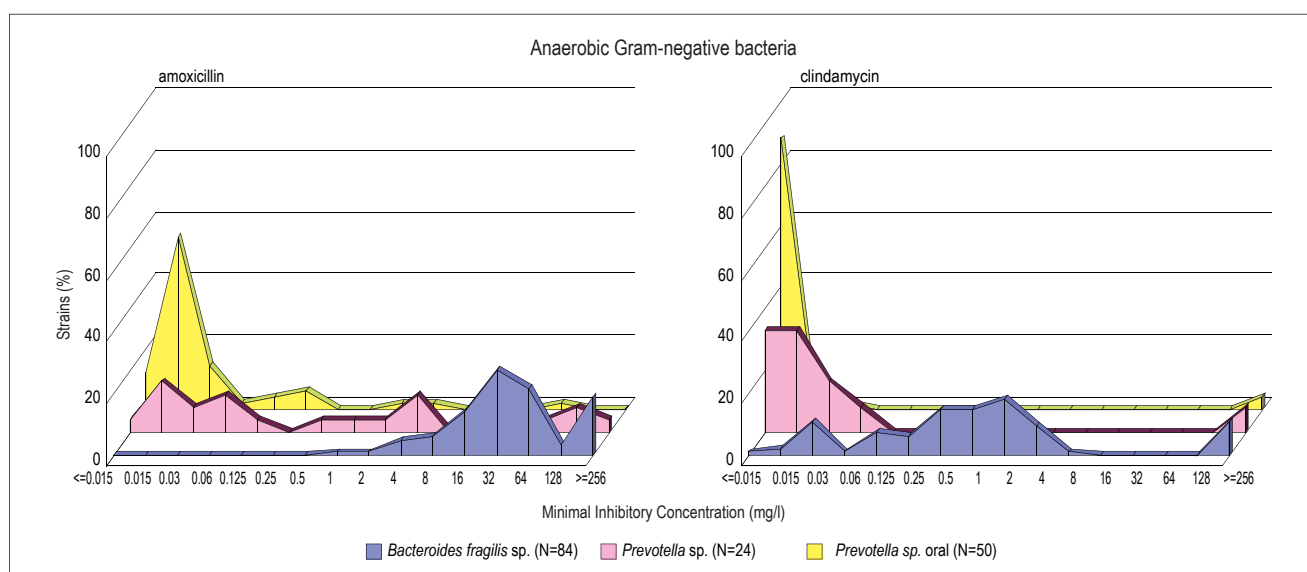 Anaerobic Gram-negative bacteria
amoxicillin
clindamycin
Strains (%)
100
80
60
40
20
0
<=0.015 0.015 0.03 0.06 0.125 0.25 0.5 1 2 4 8 16 32 64 128 >=256
100
80
60
40
20
0
<=0.015 0.015 0.03 0.06 0.125 0.25 0.5 1 2 4 8 16 32 64 128 >=256
Minimal Inhibitory Concentration (mg/l)
Bacteroides fragilis sp. (N=84) Prevotella sp. (N=24) Prevotella sp. oral (N=50)